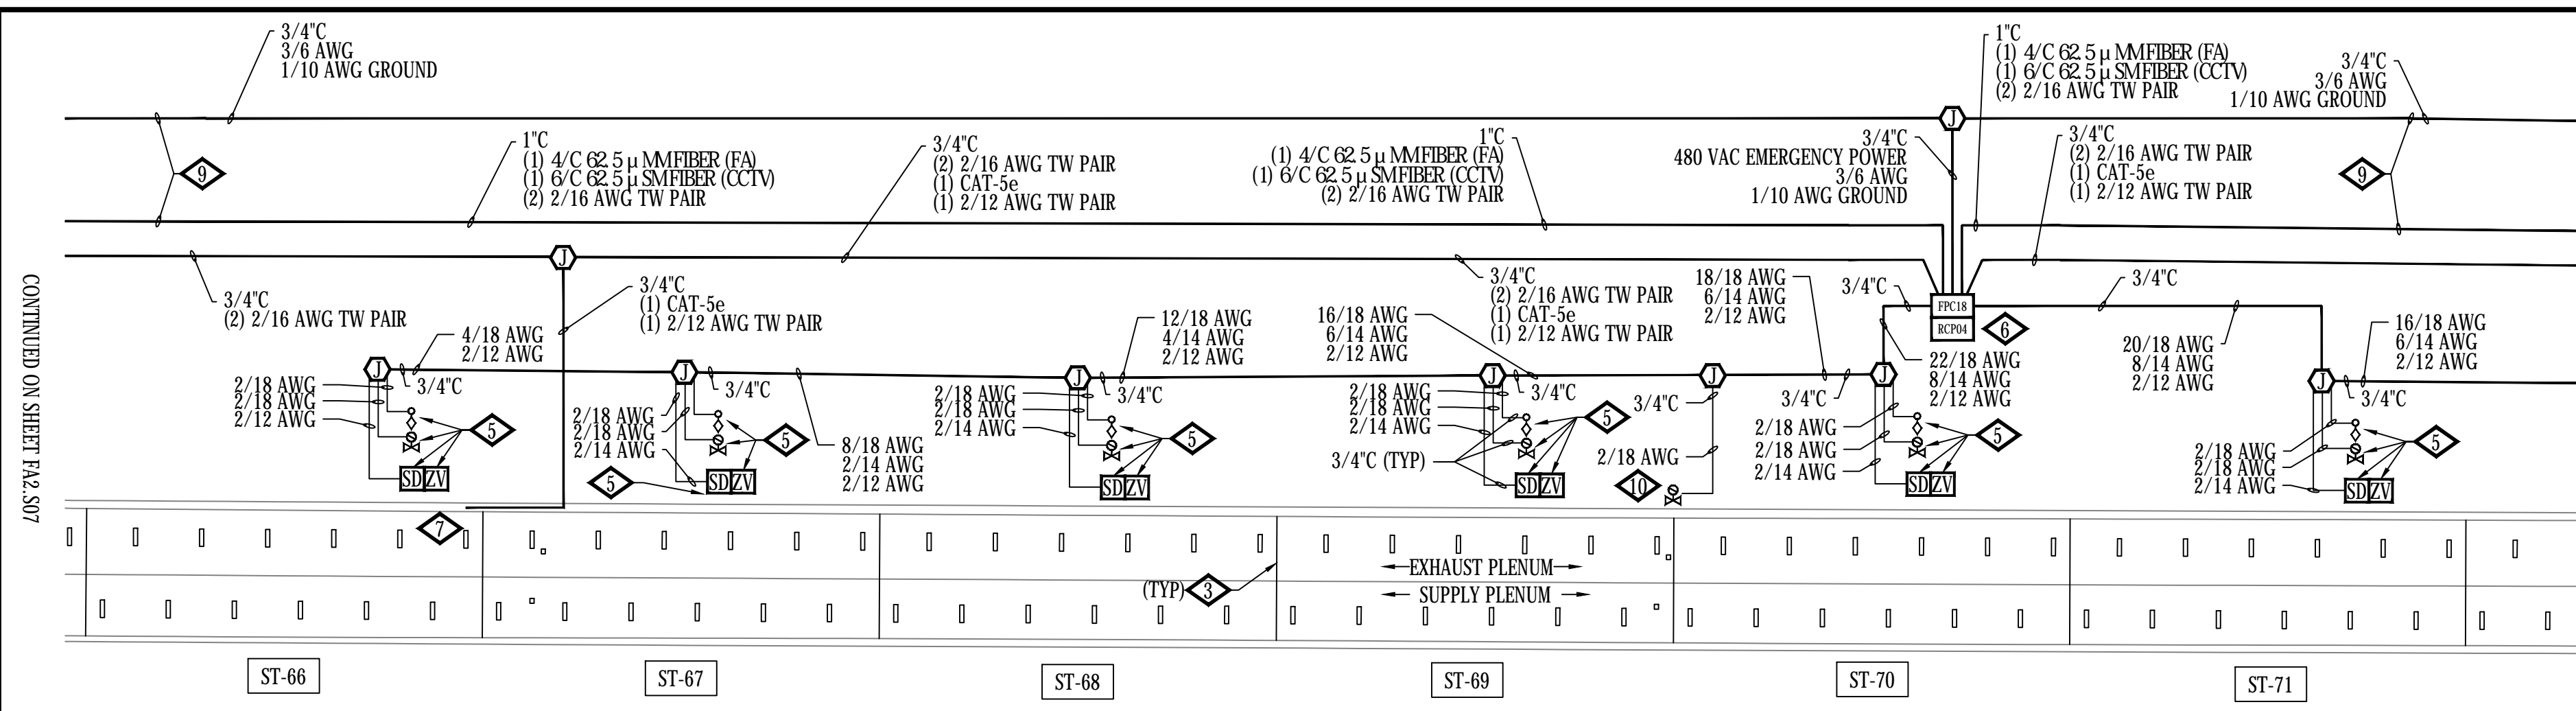 3/4"C
3/6 AWG
1/10 AWG GROUND
1"C
(1) 4/C 62.5 µ MMFIBER (FA)
(1) 6/C 62.5 µ SMFIBER (CCTV)
(2) 2/16 AWG TW PAIR
3/4"C
3/6 AWG
1/10 AWG GROUND
J
9
1"C
(1) 4/C 62.5 µ MMFIBER (FA)
(1) 6/C 62.5 µ SMFIBER (CCTV)
(2) 2/16 AWG TW PAIR
3/4"C
(2) 2/16 AWG TW PAIR
(1) CAT-5e
(1) 2/12 AWG TW PAIR
1"C
(1) 4/C 62.5 µ MMFIBER (FA)
(1) 6/C 62.5 µ SMFIBER (CCTV)
(2) 2/16 AWG TW PAIR
3/4"C
480 VAC EMERGENCY POWER
3/6 AWG
1/10 AWG GROUND
3/4"C
(2) 2/16 AWG TW PAIR
(1) CAT-5e
(1) 2/12 AWG TW PAIR
9
CONTINUED ON SHEET FA2.S07
J
3/4"C
(2) 2/16 AWG TW PAIR
3/4"C
(1) CAT-5e
(1) 2/12 AWG TW PAIR
3/4"C
(2) 2/16 AWG TW PAIR
(1) CAT-5e
(1) 2/12 AWG TW PAIR
3/4"C
FPC18
RCP04
6
3/4"C
4/18 AWG
2/12 AWG
J
3/4"C
2/18 AWG
2/18 AWG
2/12 AWG
5
SD ZV
J
3/4"C
2/18 AWG
2/18 AWG
2/14 AWG
5
5
SD ZV
8/18 AWG
2/14 AWG
2/12 AWG
J
3/4"C
12/18 AWG
4/14 AWG
2/12 AWG
2/18 AWG
2/18 AWG
2/14 AWG
5
SD ZV
16/18 AWG
6/14 AWG
2/12 AWG
J
3/4"C
2/18 AWG
2/18 AWG
2/14 AWG
3/4"C (TYP)
5
SD ZV
J
3/4"C
2/18 AWG
10
18/18 AWG
6/14 AWG
2/12 AWG
3/4"C
J
22/18 AWG
8/14 AWG
2/12 AWG
2/18 AWG
2/18 AWG
2/14 AWG
5
SD ZV
20/18 AWG
8/14 AWG
2/12 AWG
J
3/4"C
16/18 AWG
6/14 AWG
2/12 AWG
2/18 AWG
2/18 AWG
2/14 AWG
5
SD ZV
7
(TYP) 3
EXHAUST PLENUM
SUPPLY PLENUM
ST-66
ST-67
ST-68
ST-69
ST-70
ST-71